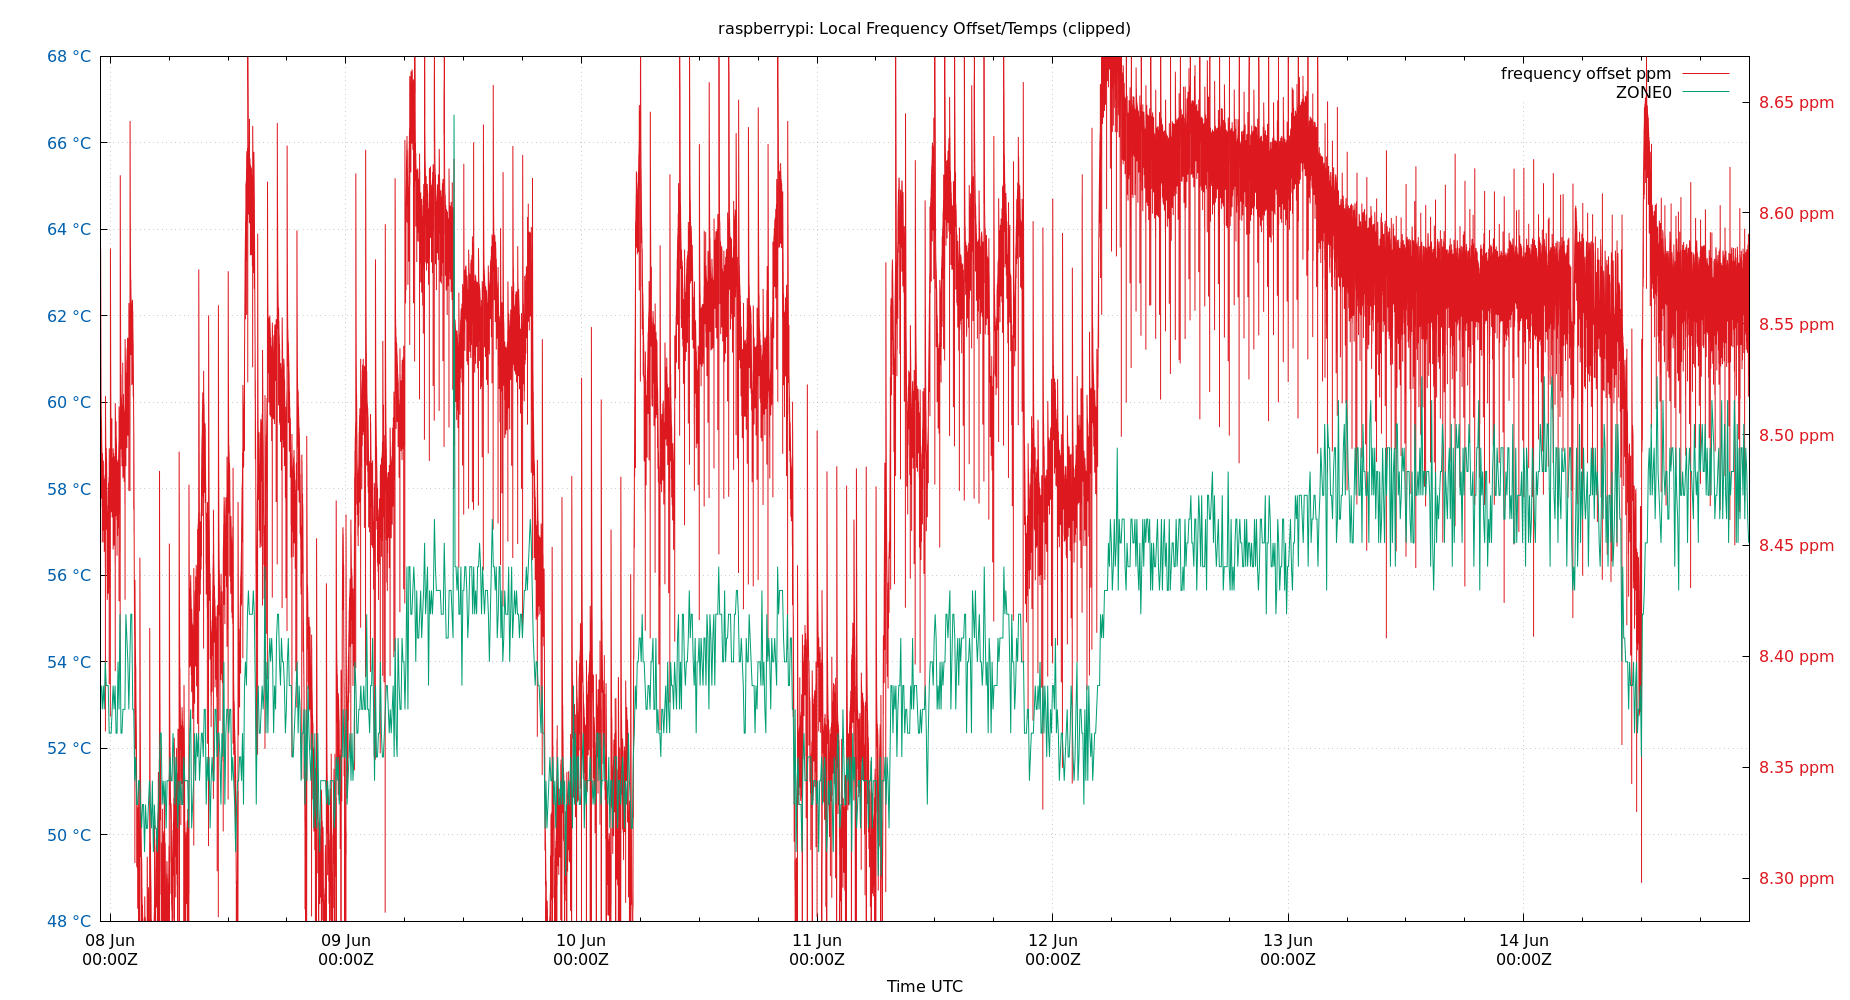 raspberrypi: Local Frequency Offset/Temps (clipped)
68 °C
66 °C
64 °C
62 °C
60 °C
58 °C
56 °C
54 °C
52 °C
50 °C
48 °C
frequency offset ppm
ZONE0
8.65 ppm
8.60 ppm
8.55 ppm
8.50 ppm
8.45 ppm
8.40 ppm
8.35 ppm
8.30 ppm
08 Jun 09 Jun 10 Jun 11 Jun 12 Jun 13 Jun 14 Jun
00:00Z 00:00Z 00:00Z 00:00Z 00:00Z 00:00Z 00:00Z
Time UTC